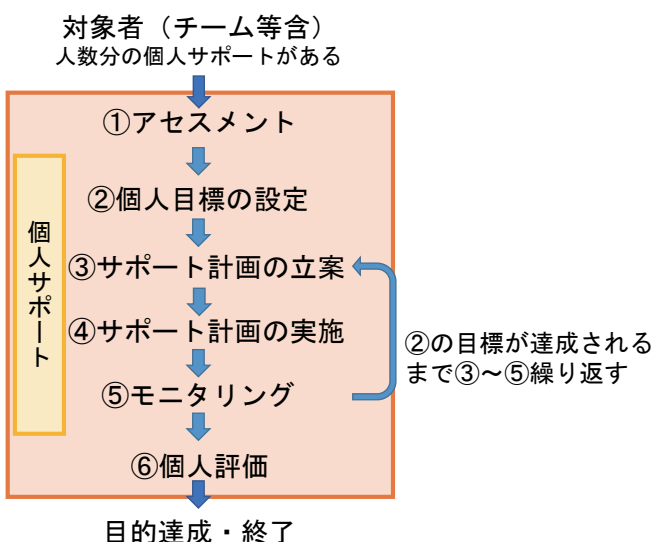 対象者（チーム等含）
人数分の個人サポートがある
①アセスメント
②個人目標の設定
個人サポート
③サポート計画の立案
④サポート計画の実施
②の目標が達成される
まで③〜⑤繰り返す
⑤モニタリング
⑥個人評価
目的達成・終了